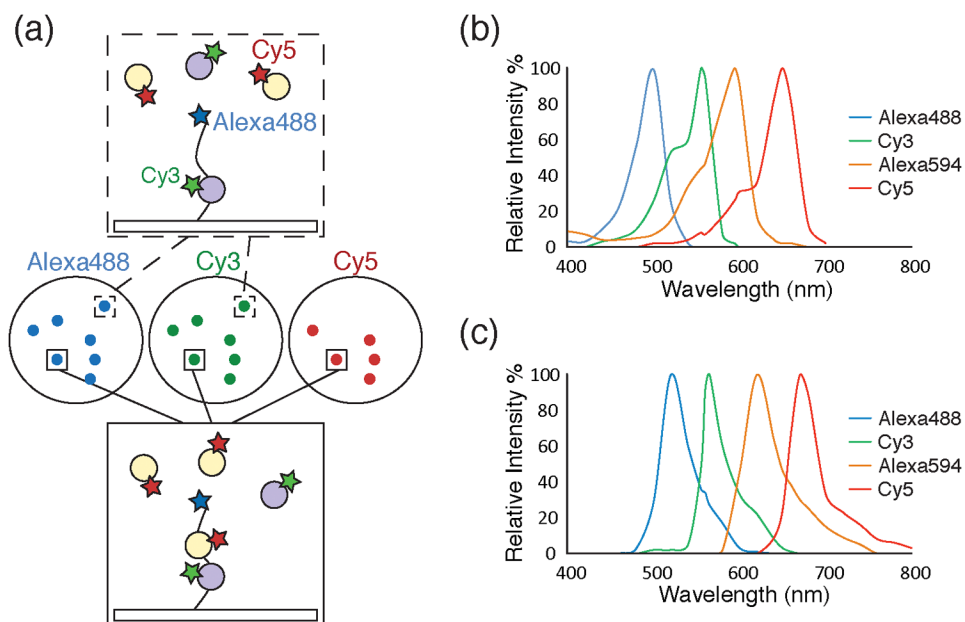 (a)
Cy5
Alexa488
Cy3
Alexa488
Cy3
Cy5
(b)
Relative Intensity %
100
80
60
40
20
0
400
500
600
700
800
Wavelength (nm)
Alexa488
Cy3
Alexa594
Cy5
(c)
Relative Intensity %
100
80
60
40
20
0
400
500
600
700
800
Wavelength (nm)
Alexa488
Cy3
Alexa594
Cy5